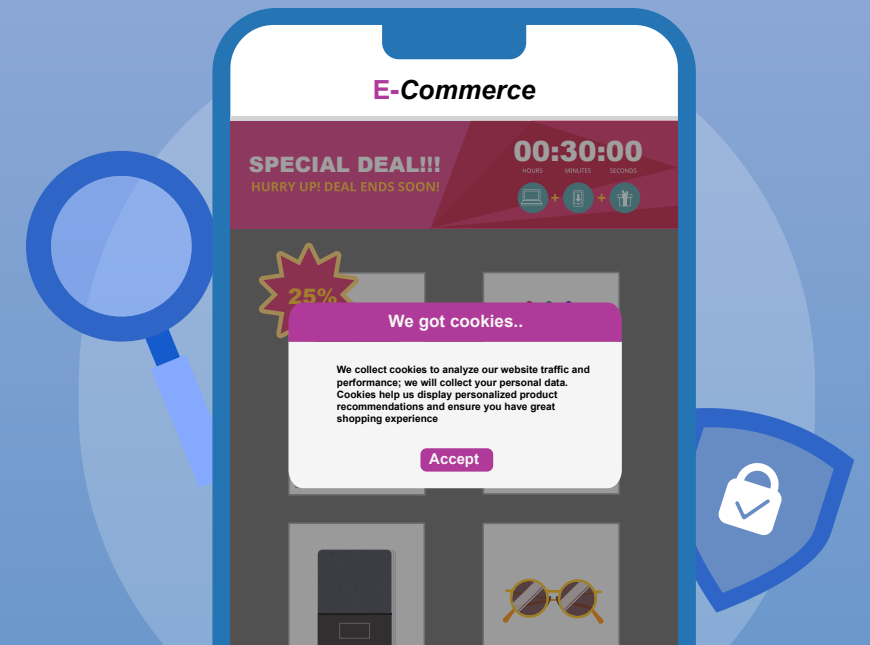 E-Commerce
SPECIAL DEAL!!!
HURRY UP! DEAL ENDS SOON!
00:30:00
HOURS MINUTES SECONDS
+ +
25%
We got cookies..
We collect cookies to analyze our website traffic and
performance; we will collect your personal data.
Cookies help us display personalized product
recommendations and ensure you have great
shopping experience
Accept